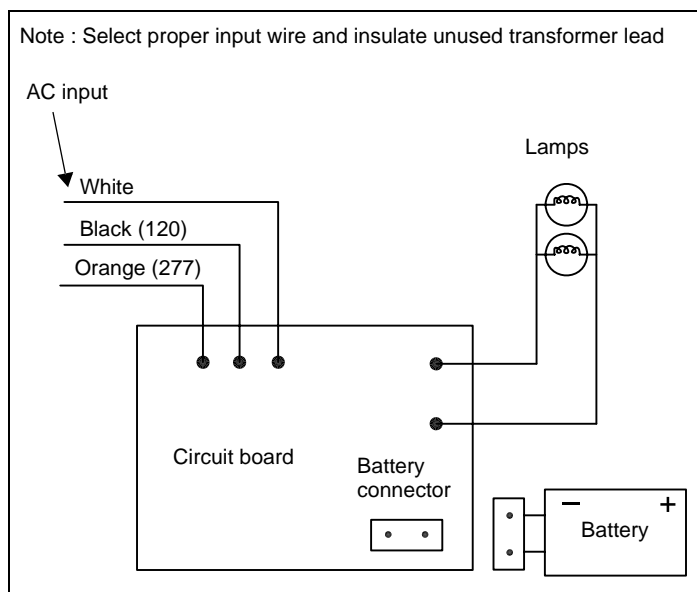 Note : Select proper input wire and insulate unused transformer lead
AC input
Lamps
White
Black (120)
Orange (277)
Circuit board
Battery
connector
− +
Battery